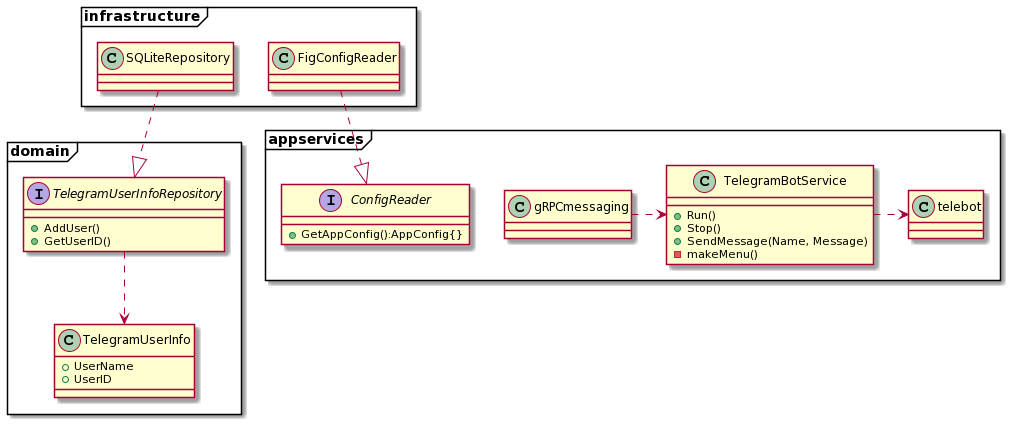 infrastructure
C SQLiteRepository
C FigConfigReader
domain
I TelegramUserInfoRepository
AddUser()
GetUserID()
C TelegramUserInfo
UserName
UserID
appservices
I ConfigReader
GetAppConfig():AppConfig{}
C gRPCmessaging
C TelegramBotService
Run()
Stop()
SendMessage(Name, Message)
makeMenu()
C telebot